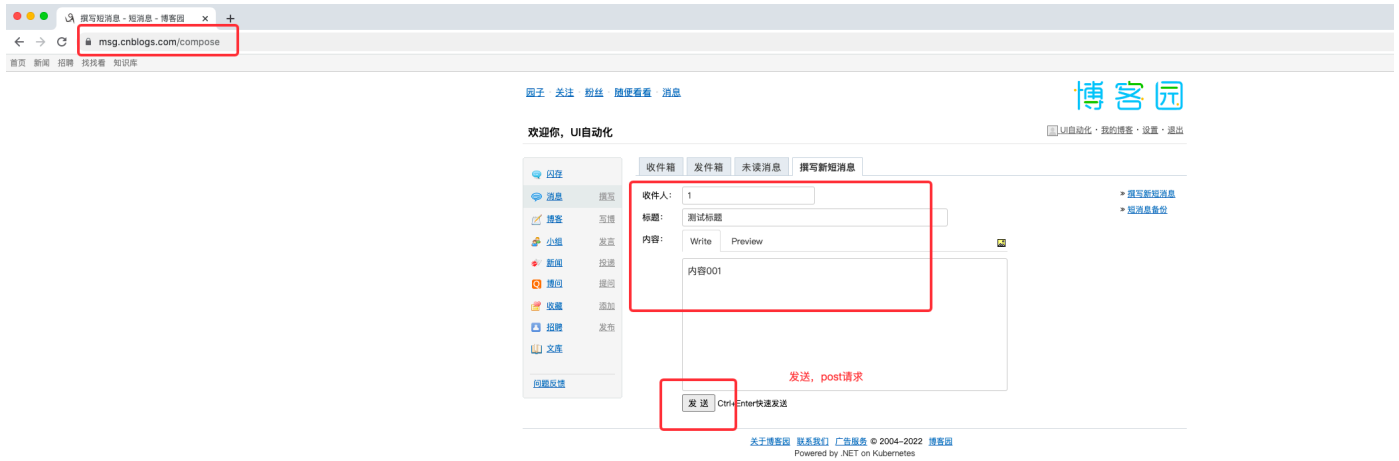 撰写短消息 - 短消息 - 博客园
msg.cnblogs.com/compose
首页 新闻 招聘 找找看 知识库
园子 · 关注 · 粉丝 · 随便看看 · 消息
博客园
欢迎你，UI自动化
UI自动化 · 我的博客 · 设置 · 退出
收件箱 发件箱 未读消息 撰写新短消息
闪存
消息 撰写
博客 写博
小组 发言
新闻 投递
博问 提问
收藏 添加
招聘 发布
文库
问题反馈
收件人： 1
标题： 测试标题
内容： Write Preview
内容001
» 撰写新短消息
» 短消息备份
发送，post请求
发 送 Ctrl+Enter快速发送
关于博客园 联系我们 广告服务 © 2004–2022 博客园
Powered by .NET on Kubernetes